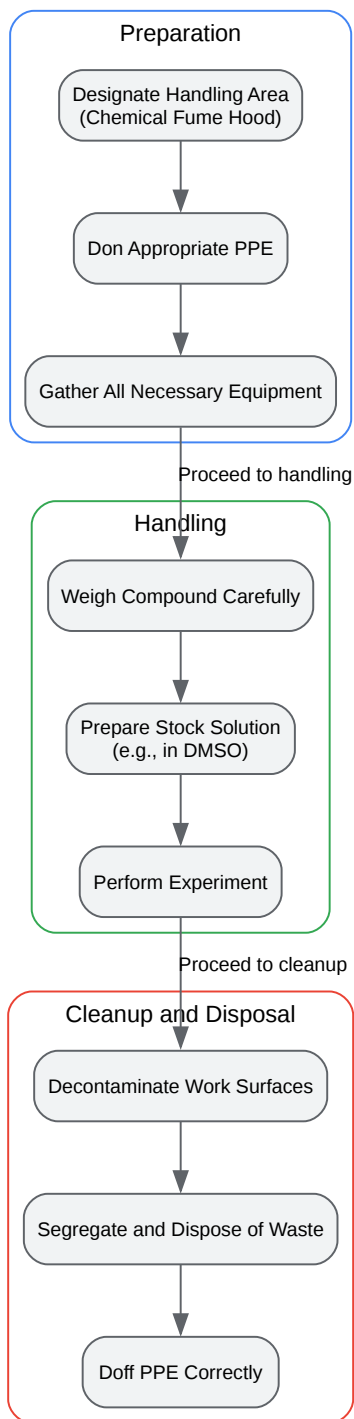 Preparation
Designate Handling Area
(Chemical Fume Hood)
Don Appropriate PPE
Gather All Necessary Equipment
Proceed to handling
Handling
Weigh Compound Carefully
Prepare Stock Solution
(e.g., in DMSO)
Perform Experiment
Proceed to cleanup
Cleanup and Disposal
Decontaminate Work Surfaces
Segregate and Dispose of Waste
Doff PPE Correctly